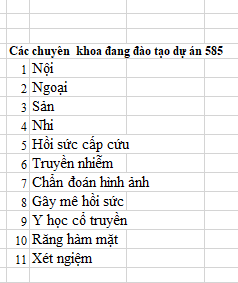 Các chuyên khoa đang đào tạo dự án 585
1 Nội
2 Ngoại
3 Sản
4 Nhi
5 Hồi sức cấp cứu
6 Truyền nhiễm
7 Chẩn đoán hình ảnh
8 Gây mê hồi sức
9 Y học cổ truyền
10 Răng hàm mặt
11 Xét ngiệm